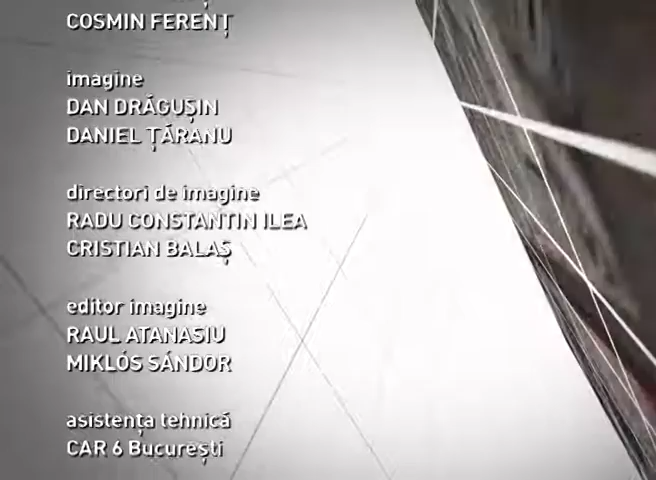 COSMIN FERENȚ
imagine
DAN DRĂGUȘIN
DANIEL ȚĂRANU
directori de imagine
RADU CONSTANTIN ILEA
CRISTIAN BALAȘ
editor imagine
RAUL ATANASIU
MIKLÓS SÁNDOR
asistența tehnică
CAR 6 București